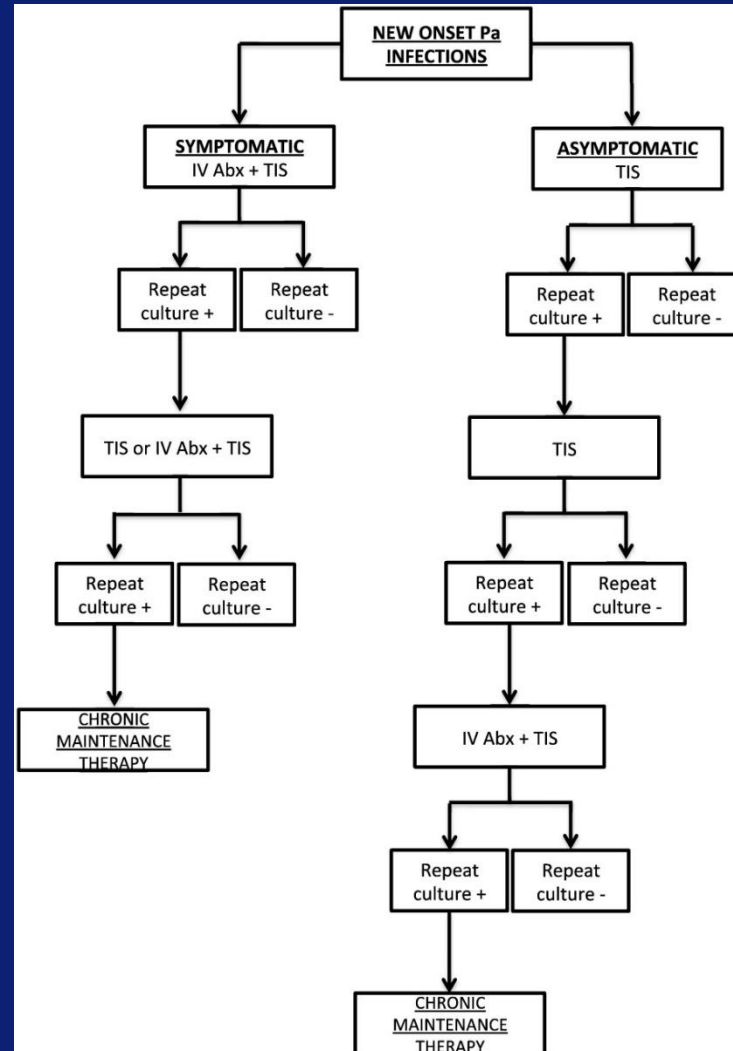 NEW ONSET Pa
INFECTIONS
SYMPTOMATIC
IV Abx + TIS
ASYMPTOMATIC
TIS
Repeat
culture +
Repeat
culture -
Repeat
culture +
Repeat
culture -
TIS or IV Abx + TIS
TIS
Repeat
culture +
Repeat
culture -
Repeat
culture +
Repeat
culture -
CHRONIC
MAINTENANCE
THERAPY
IV Abx + TIS
Repeat
culture +
Repeat
culture -
CHRONIC
MAINTENANCE
THERAPY